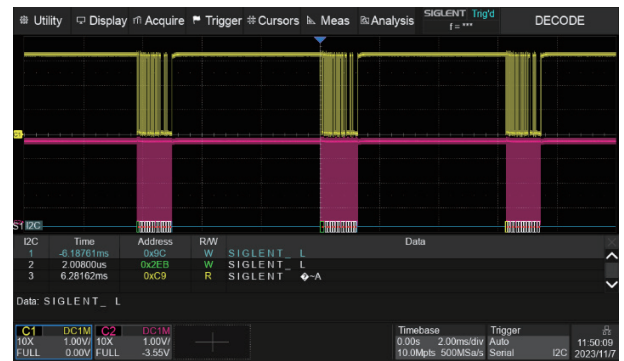 Utility Display Acquire Trigger Cursors Meas Analysis SIGLENT Trig'd DECODE
f = ***
S1 I2C
I2C Time Address R/W Data
1 -6.18761ms 0x9C W SIGLENT_ L
2 2.00800us 0x2EB W SIGLENT_ L
3 6.28162ms 0xC9 R SIGLENT �~A
Data: SIGLENT_ L
C1 DC1M C2 DC1M Timebase Trigger
10X 1.00V/ 10X 1.00V/ 0.00s 2.00ms/div Auto 11:50:09
FULL 0.00V FULL -3.55V 10.0Mpts 500MSa/s Serial I2C 2023/11/7